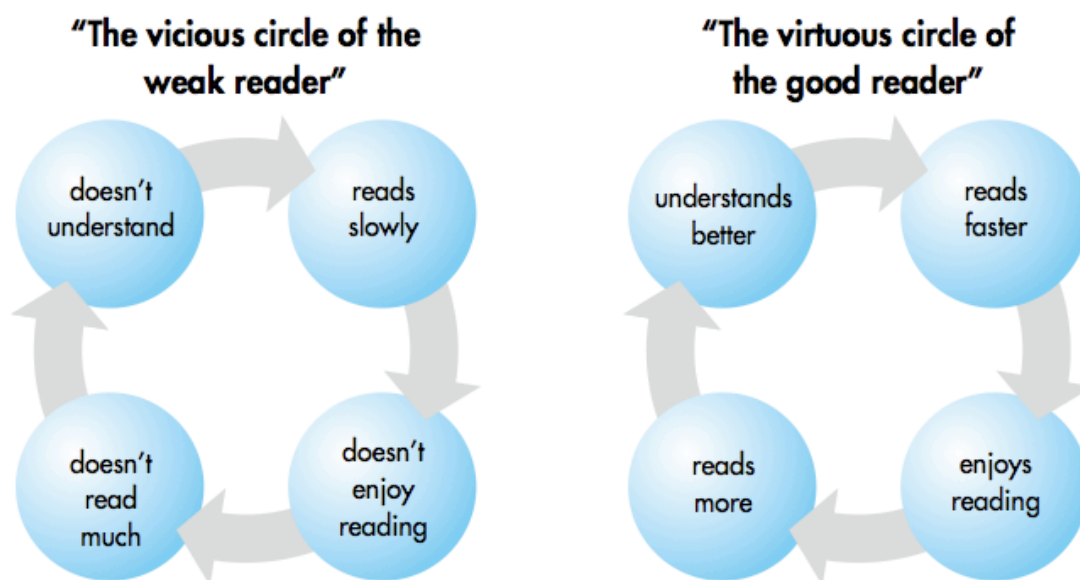 “The vicious circle of the
weak reader”
doesn’t
understand
reads
slowly
doesn’t
enjoy
reading
doesn’t
read
much
“The virtuous circle of
the good reader”
understands
better
reads
faster
enjoys
reading
reads
more